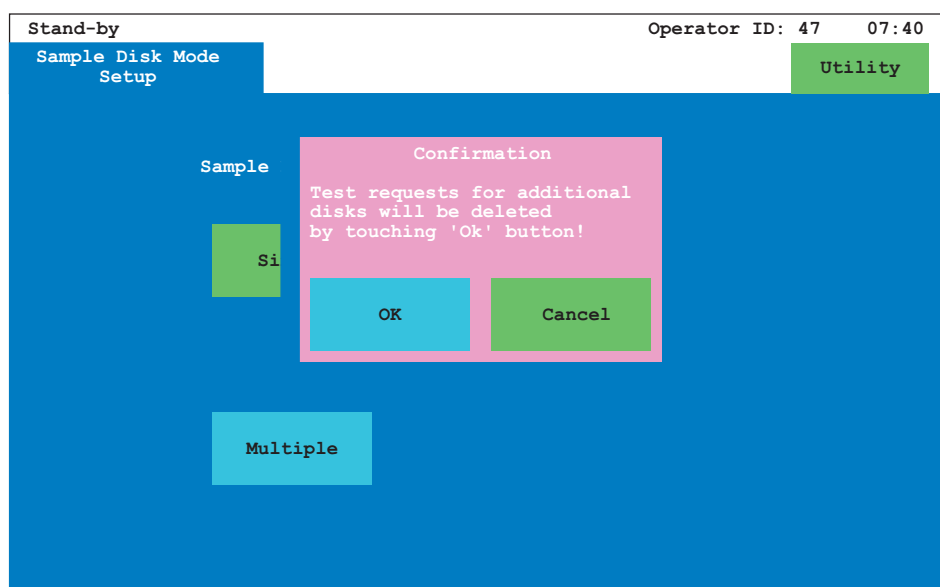 Stand-by Operator ID: 47 07:40
Sample Disk Mode
Setup
Utility
Sample
Confirmation
Test requests for additional
disks will be deleted
by touching 'Ok' button!
Si
OK Cancel
Multiple